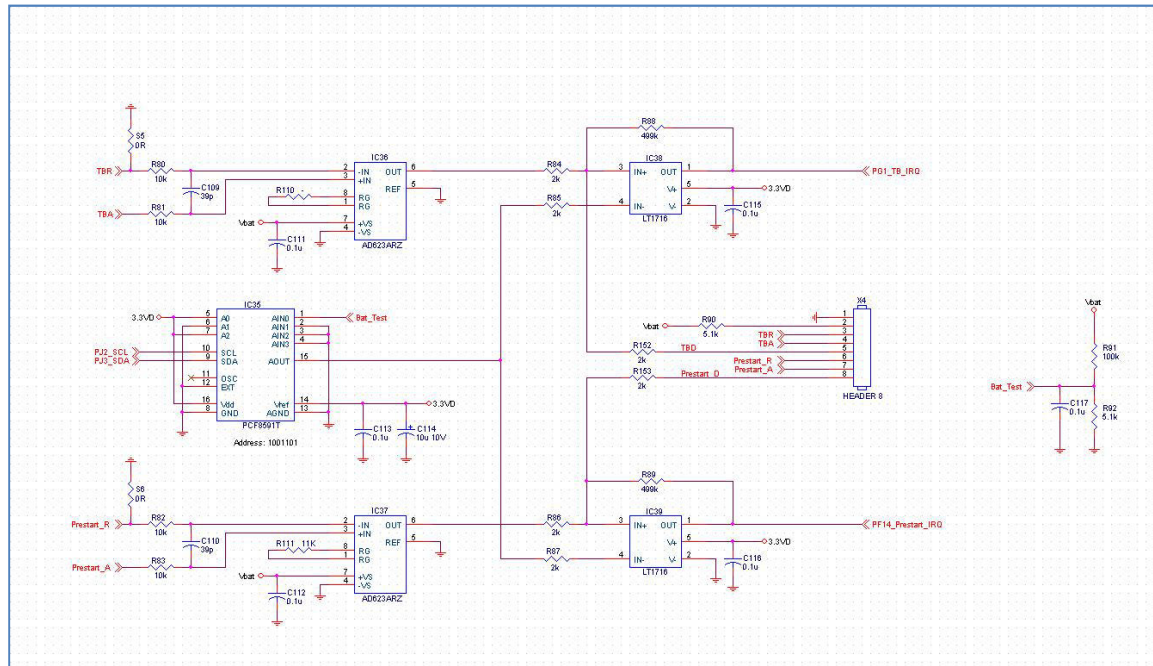 S5
0R
TBR
R80
10k
C109
39p
TBA
R81
10k
IC36
2
3
8
1
7
4
-IN
+IN
RG
RG
+VS
-VS
OUT
REF
6
5
AD623ARZ
R110 -
Vbat
C111
0.1u
R84
2k
R85
2k
R88
499k
IC38
3
4
IN+
IN-
OUT
V+
V-
1
5
2
LT1716
3.3VD
C115
0.1u
PG1_TB_IRQ
IC35
3.3VD
5
6
7
10
9
11
12
16
8
A0
A1
A2
SCL
SDA
OSC
EXT
Vdd
GND
AIN0
AIN1
AIN2
AIN3
AOUT
Vref
AGND
1
2
3
4
15
14
13
PCF8591T
Address: 1001101
PJ2_SCL
PJ3_SDA
Bat_Test
3.3VD
C113
0.1u
C114
10u 10V
Vbat
R90
5.1k
TBR
TBA
R152
2k
TBD
Prestart_R
Prestart_A
R153
2k
Prestart_D
X4
1
2
3
4
5
6
7
8
HEADER 8
Vbat
R91
100k
Bat_Test
C117
0.1u
R92
5.1k
S6
0R
Prestart_R
R82
10k
C110
39p
Prestart_A
R83
10k
IC37
2
3
8
1
7
4
-IN
+IN
RG
RG
+VS
-VS
OUT
REF
6
5
AD623ARZ
R111 11K
Vbat
C112
0.1u
R86
2k
R87
2k
R89
499k
IC39
3
4
IN+
IN-
OUT
V+
V-
1
5
2
LT1716
3.3VD
C116
0.1u
PF14_Prestart_IRQ